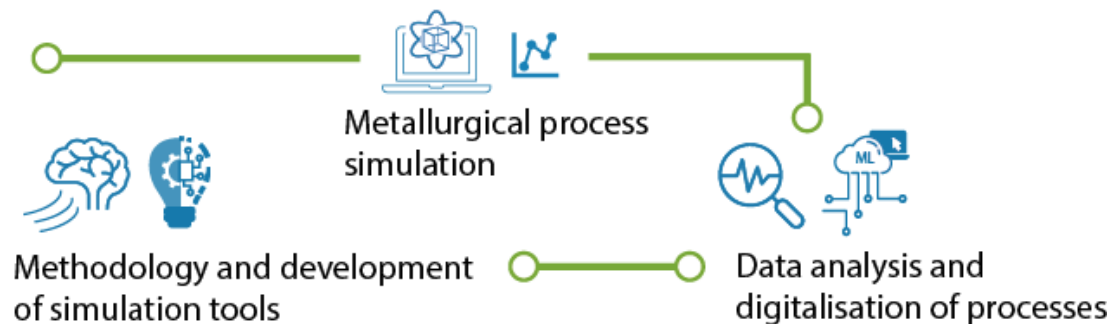 Metallurgical process
simulation
ML
Methodology and development
of simulation tools
Data analysis and
digitalisation of processes